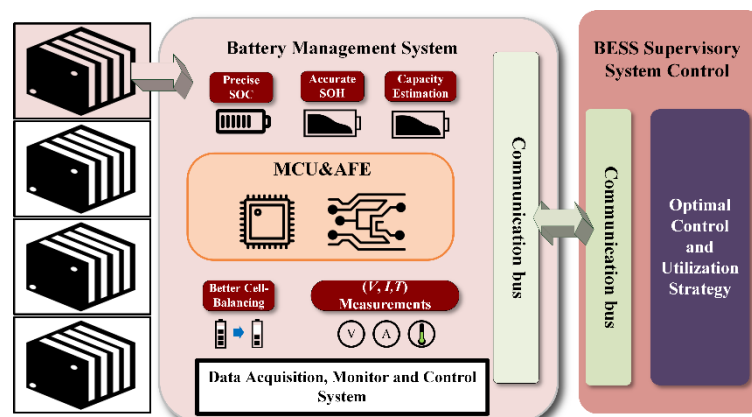 Battery Management System
Precise
SOC
Accurate
SOH
Capacity
Estimation
MCU&AFE
Better Cell-
Balancing
(V, I,T)
Measurements
V
A
Data Acquisition, Monitor and Control
System
Communication bus
BESS Supervisory
System Control
Communication bus
Optimal
Control
and
Utilization
Strategy